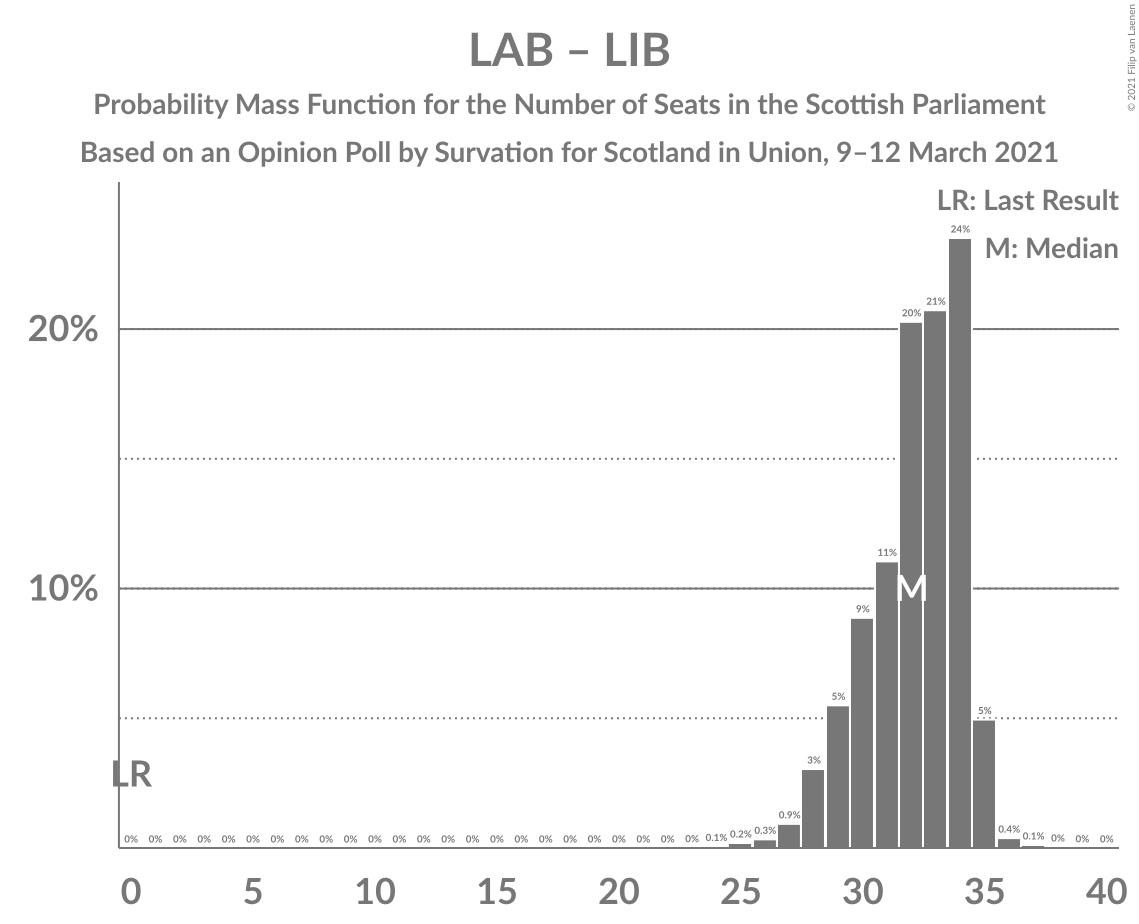 LAB – LIB
Probability Mass Function for the Number of Seats in the Scottish Parliament
Based on an Opinion Poll by Survation for Scotland in Union, 9–12 March 2021
© 2021 Filip van Laenen
LR: Last Result
M: Median
20%
10%
LR
M
0% 0% 0% 0% 0% 0% 0% 0% 0% 0% 0% 0% 0% 0% 0% 0% 0% 0% 0% 0% 0% 0% 0% 0% 0.1% 0.2% 0.3% 0.9% 3% 5% 9% 11% 20% 21% 24% 5% 0.4% 0.1% 0% 0% 0%
0 5 10 15 20 25 30 35 40